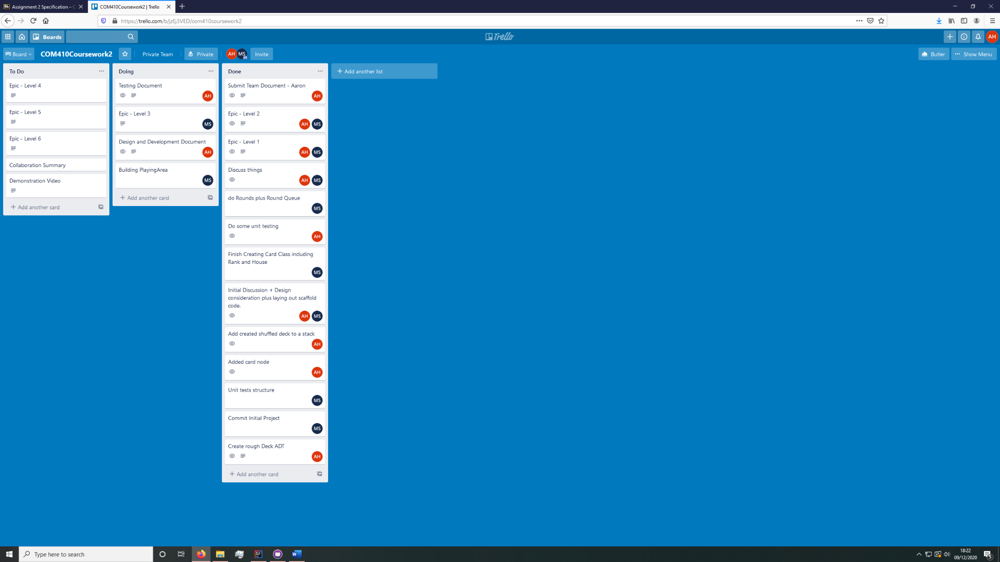 Assignment 2 Specification – C
COM410Coursework2 | Trello
https://trello.com/b/jzEj3VED/com410coursework2
Boards
Trello
AH
Board
COM410Coursework2
Private Team
Private
AH MS
Invite
Butler
Show Menu
To Do
Epic - Level 4
Epic - Level 5
Epic - Level 6
Collaboration Summary
Demonstration Video
Add another card
Doing
Testing Document
AH
Epic - Level 3
MS
Design and Development Document
AH
Building PlayingArea
MS
Add another card
Done
Submit Team Document - Aaron
AH
Epic - Level 2
AH MS
Epic - Level 1
AH MS
Discuss things
AH MS
do Rounds plus Round Queue
MS
Do some unit testing
AH
Finish Creating Card Class including
Rank and House
MS
Initial Discussion + Design
consideration plus laying out scaffold
code.
AH MS
Add created shuffled deck to a stack
AH
Added card node
AH
Unit tests structure
MS
Commit Initial Project
MS
Create rough Deck ADT
AH
Add another card
Add another list
Type here to search
18:22
09/12/2020
5